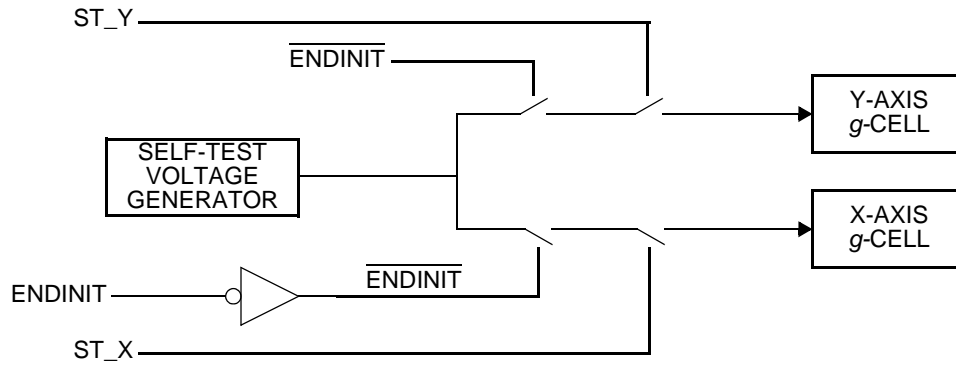 ST_Y
ENDINIT
Y-AXIS
g-CELL
SELF-TEST
VOLTAGE
GENERATOR
X-AXIS
g-CELL
ENDINIT
ENDINIT
ST_X